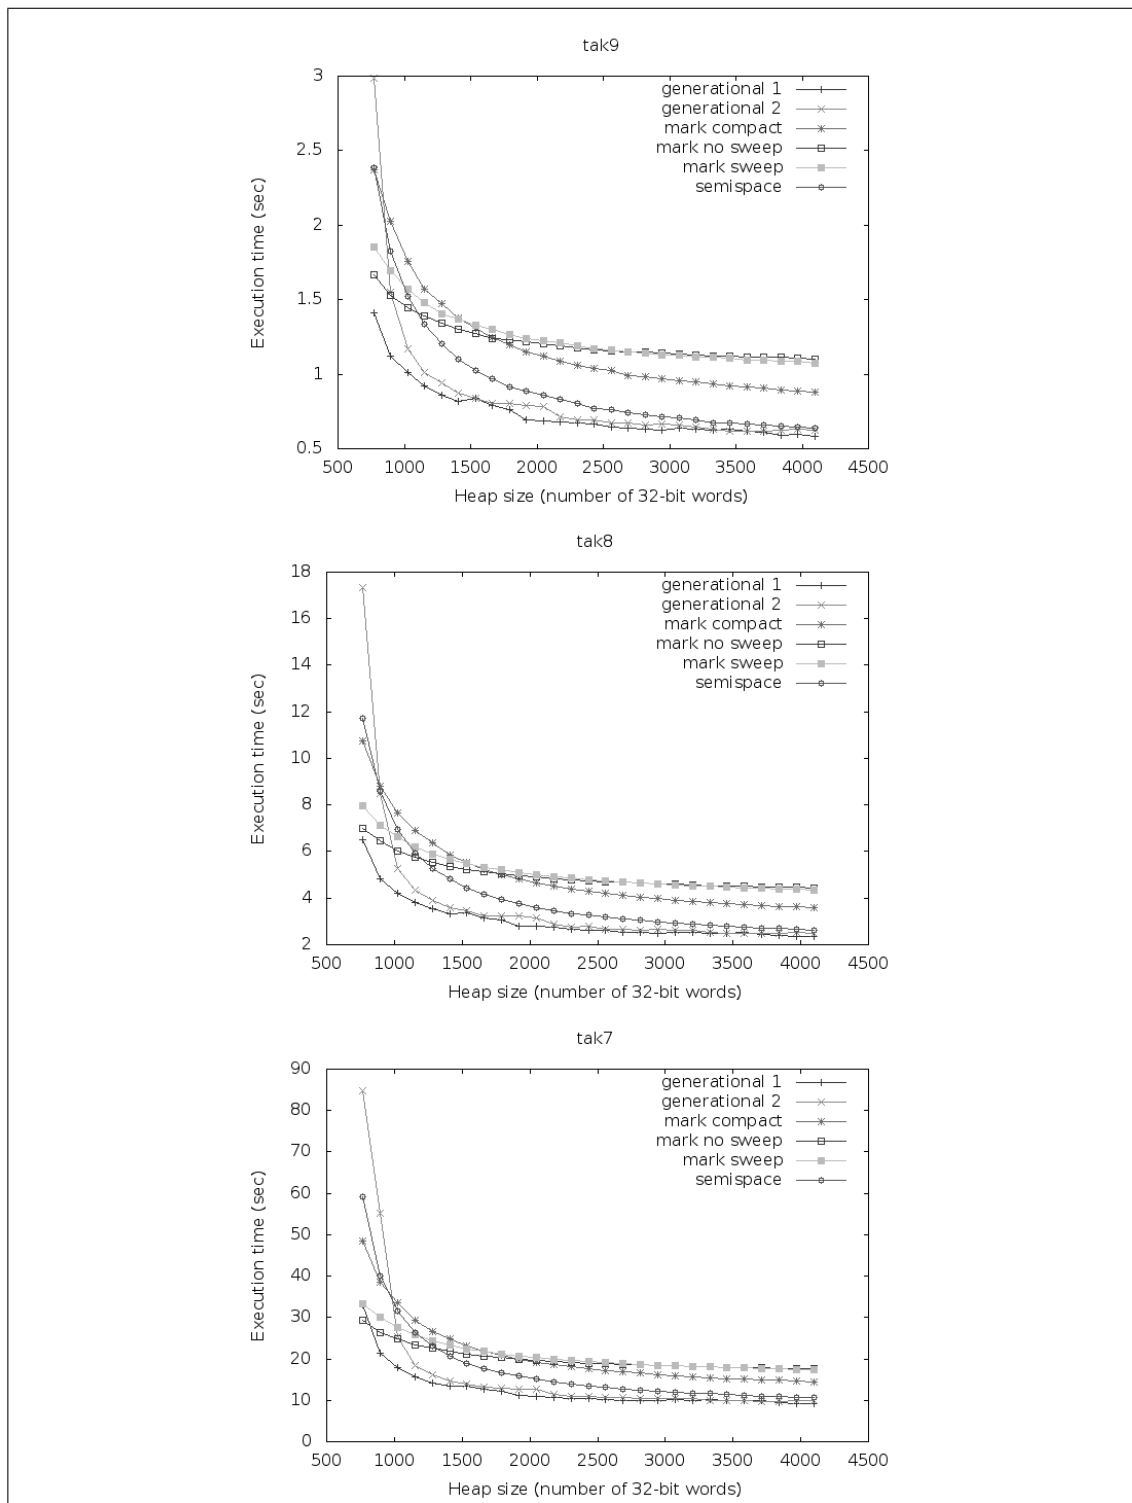 tak9
3
2.5
2
1.5
1
0.5
500 1000 1500 2000 2500 3000 3500 4000 4500
Execution time (sec)
Heap size (number of 32-bit words)
generational 1
generational 2
mark compact
mark no sweep
mark sweep
semispace
tak8
18
16
14
12
10
8
6
4
2
500 1000 1500 2000 2500 3000 3500 4000 4500
Execution time (sec)
Heap size (number of 32-bit words)
generational 1
generational 2
mark compact
mark no sweep
mark sweep
semispace
tak7
90
80
70
60
50
40
30
20
10
0
500 1000 1500 2000 2500 3000 3500 4000 4500
Execution time (sec)
Heap size (number of 32-bit words)
generational 1
generational 2
mark compact
mark no sweep
mark sweep
semispace